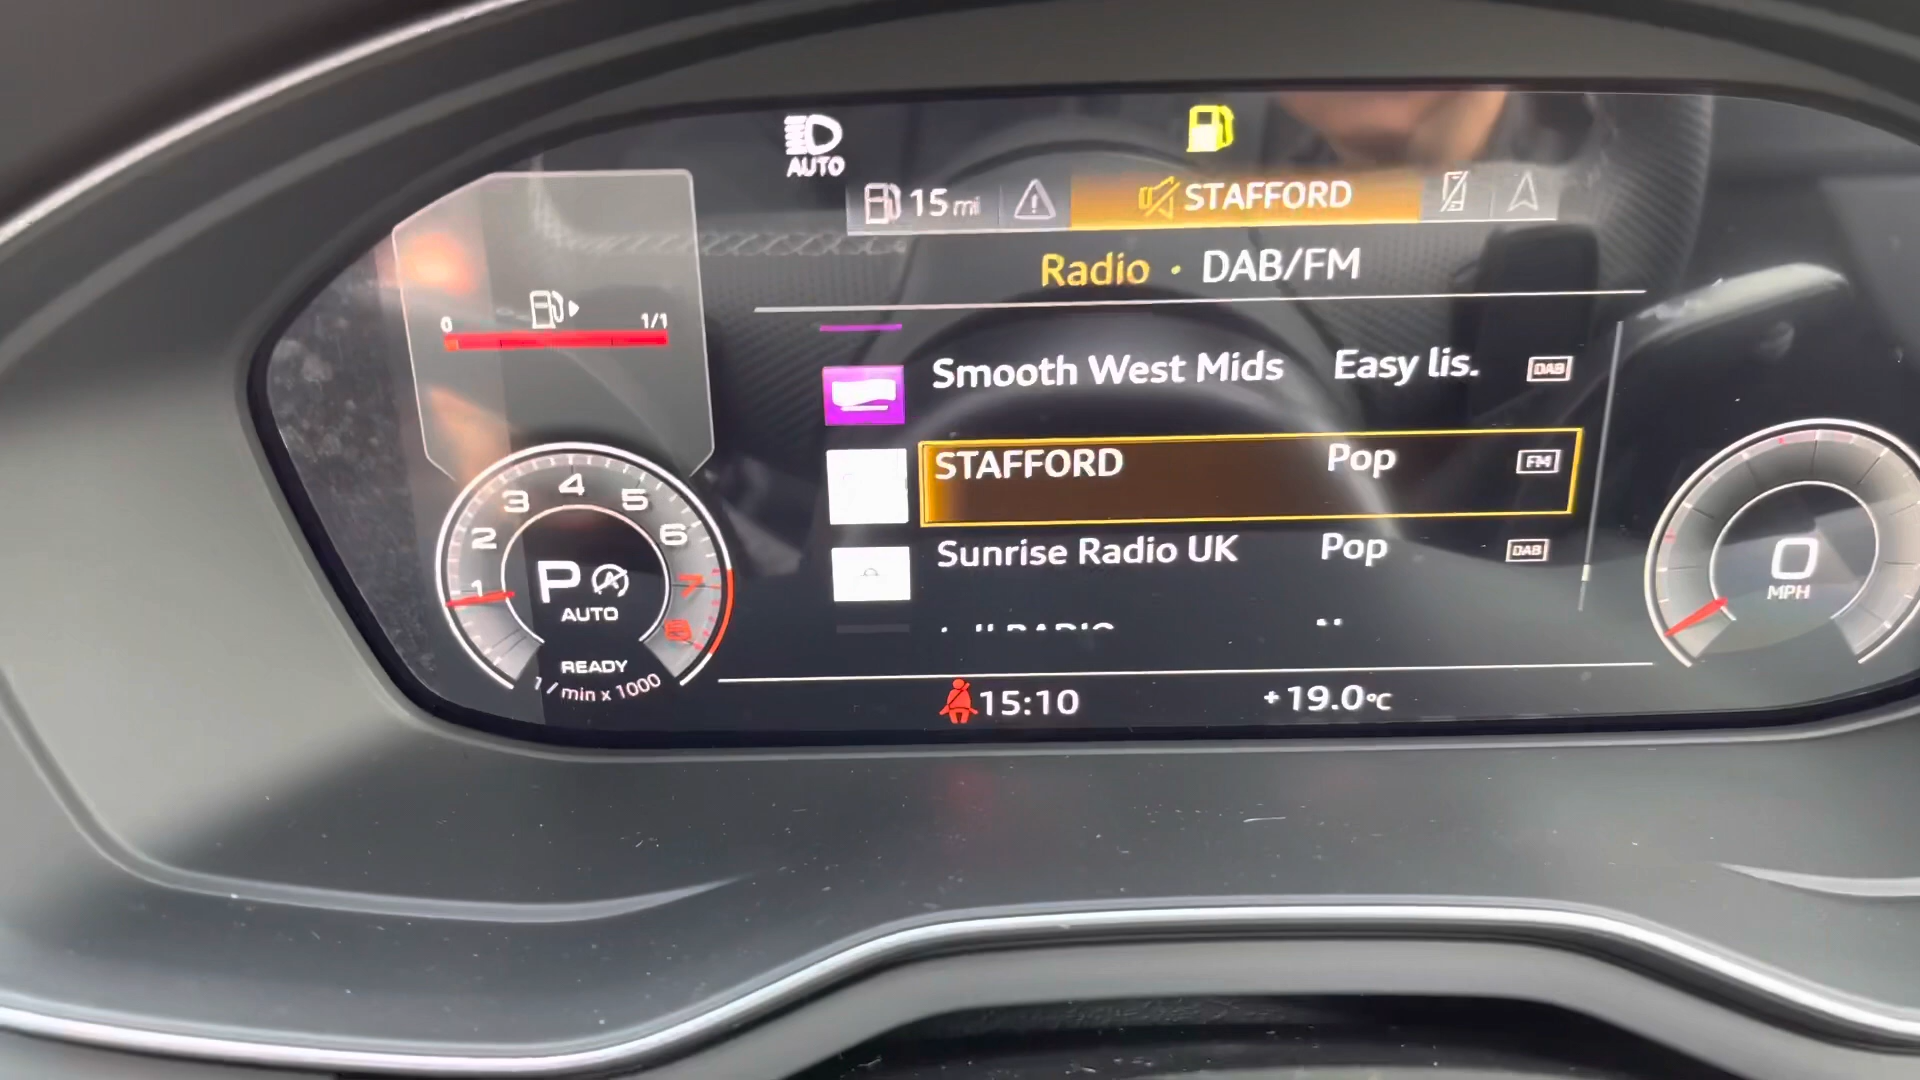 AUTO
15 mi
STAFFORD
Radio · DAB/FM
0 1/1
Smooth West Mids Easy lis. DAB
STAFFORD Pop FM
Sunrise Radio UK Pop DAB
1 2 3 4 5 6 7 8
P A
AUTO
READY
1 / min x 1000
0
MPH
15:10 +19.0°C